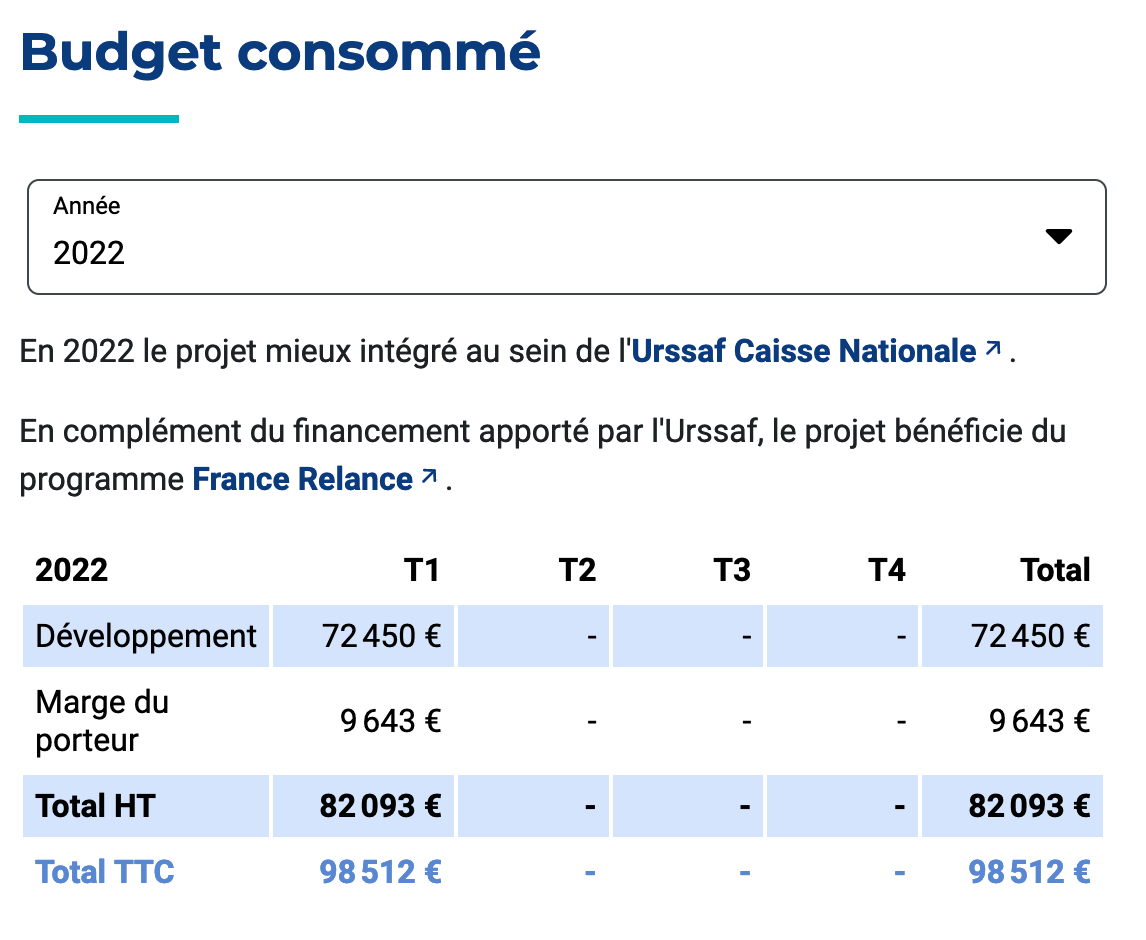 Budget consommé
Année
2022
En 2022 le projet mieux intégré au sein de l'Urssaf Caisse Nationale ↗ .
En complément du financement apporté par l'Urssaf, le projet bénéficie du
programme France Relance ↗ .
2022 T1 T2 T3 T4 Total
Développement 72 450 € - - - 72 450 €
Marge du
porteur 9 643 € - - - 9 643 €
Total HT 82 093 € - - - 82 093 €
Total TTC 98 512 € - - - 98 512 €